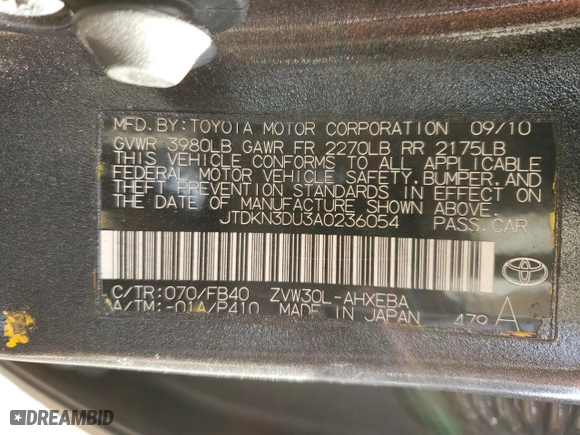 MFD.BY:TOYOTA MOTOR CORPORATION 09/10
GVWR 3980LB GAWR FR 2270LB RR 2175LB
THIS VEHICLE CONFORMS TO ALL APPLICABLE
FEDERAL MOTOR VEHICLE SAFETY, BUMPER, AND
THEFT PREVENTION STANDARDS IN EFFECT ON
THE DATE OF MANUFACTURE SHOWN ABOVE.
JTDKN3DU3A0236054 PASS.CAR
C/TR:070/FB40 ZVW30L-AHXEBA
A/TM:-01A/P410 MADE IN JAPAN 479 A
TOYOTA
DREAMBID